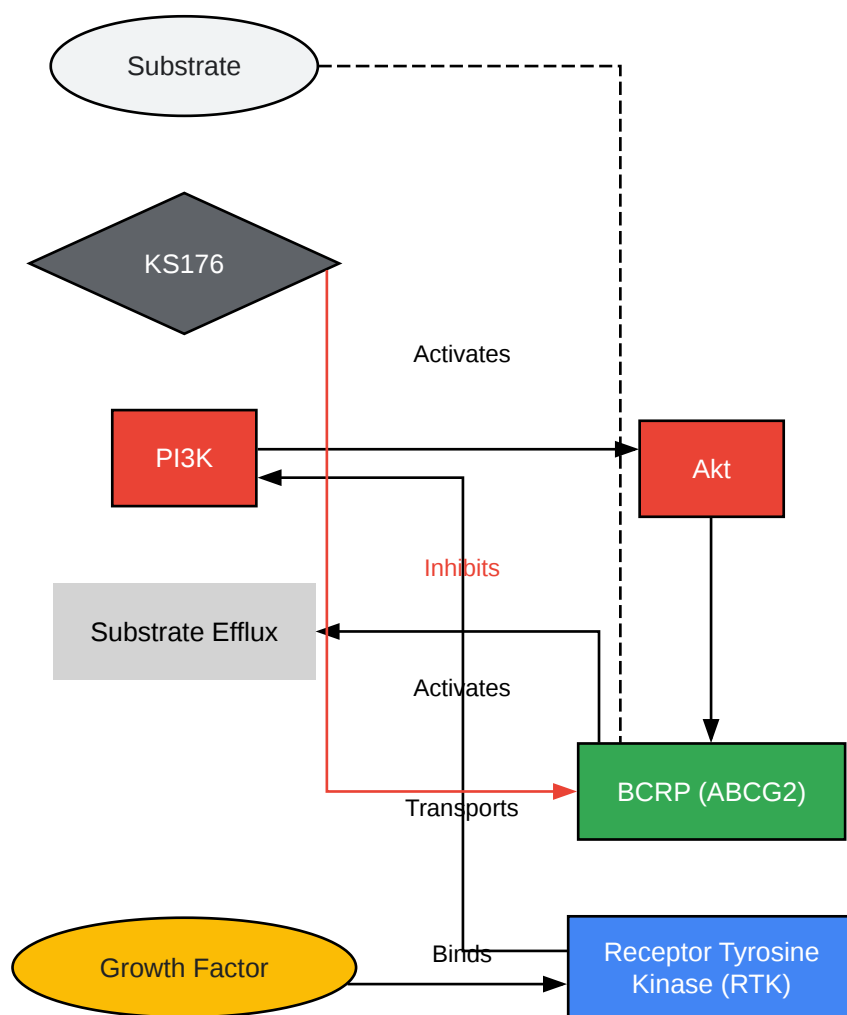 Substrate
KS176
Activates
PI3K
Akt
Inhibits
Substrate Efflux
Activates
BCRP (ABCG2)
Transports
Binds
Receptor Tyrosine
Kinase (RTK)
Growth Factor